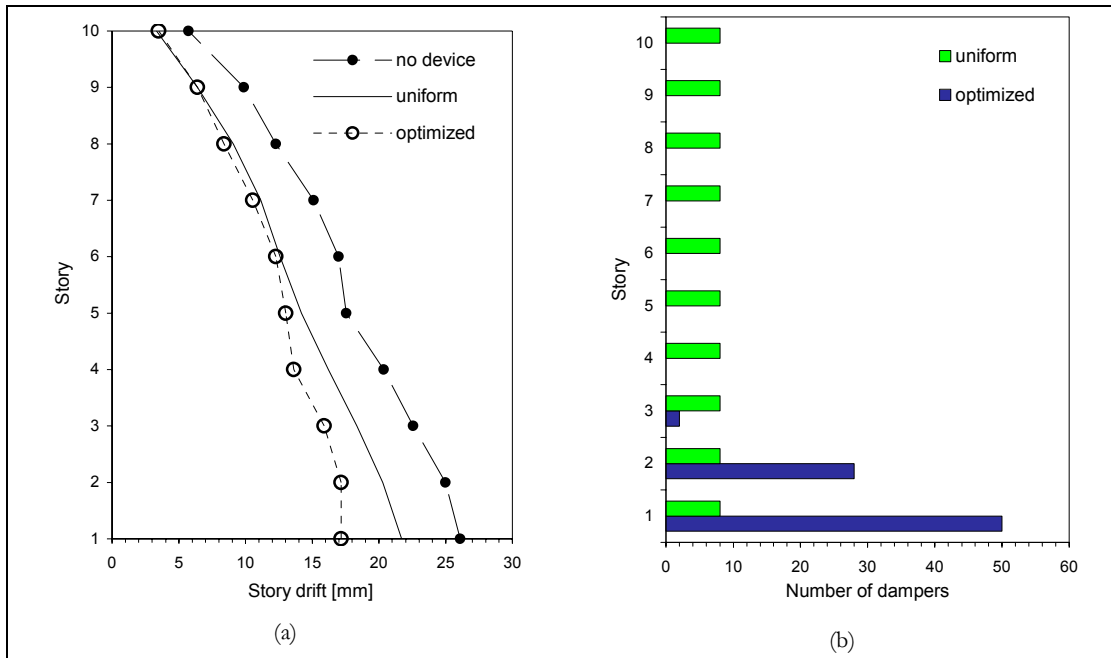 10
9
8
7
6
5
4
3
2
1
Story
0 5 10 15 20 25 30
Story drift [mm]
no device
uniform
optimized
(a)
10
9
8
7
6
5
4
3
2
1
Story
0 10 20 30 40 50 60
Number of dampers
uniform
optimized
(b)